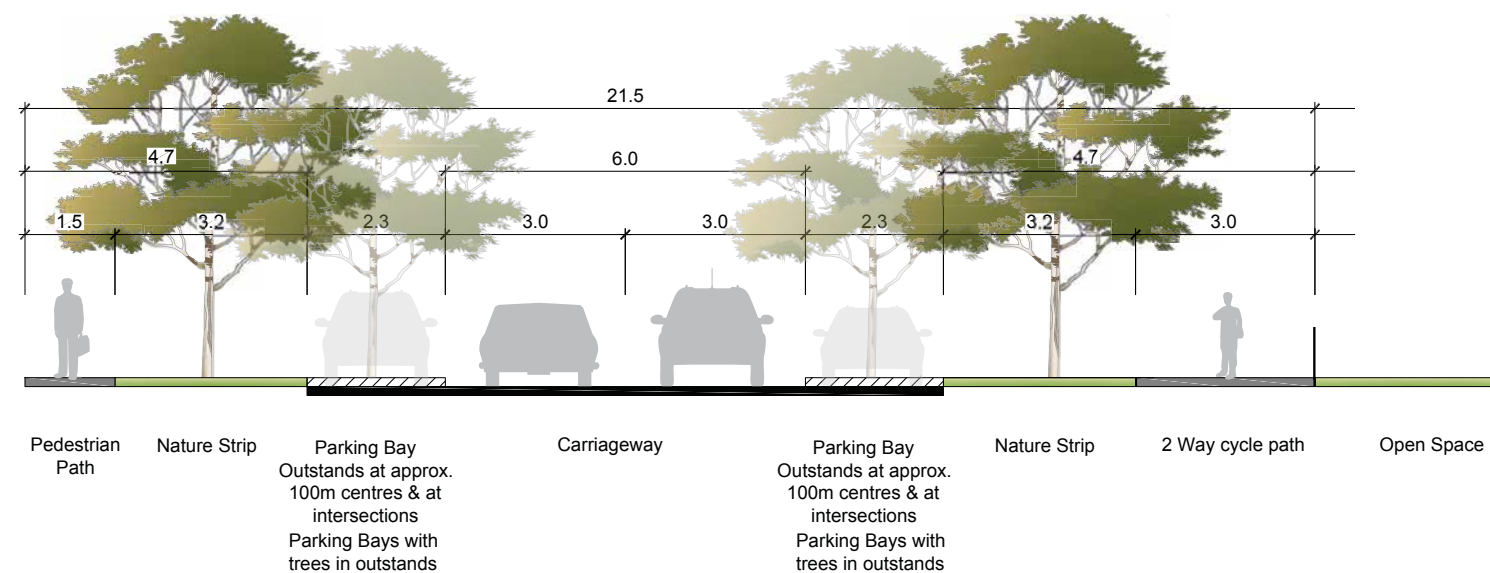 21.5
4.7
6.0
4.7
1.5
3.2
2.3
3.0
3.0
2.3
3.2
3.0
Pedestrian
Path
Nature Strip
Parking Bay
Outstands at approx.
100m centres & at
intersections
Parking Bays with
trees in outstands
Carriageway
Parking Bay
Outstands at approx.
100m centres & at
intersections
Parking Bays with
trees in outstands
Nature Strip
2 Way cycle path
Open Space